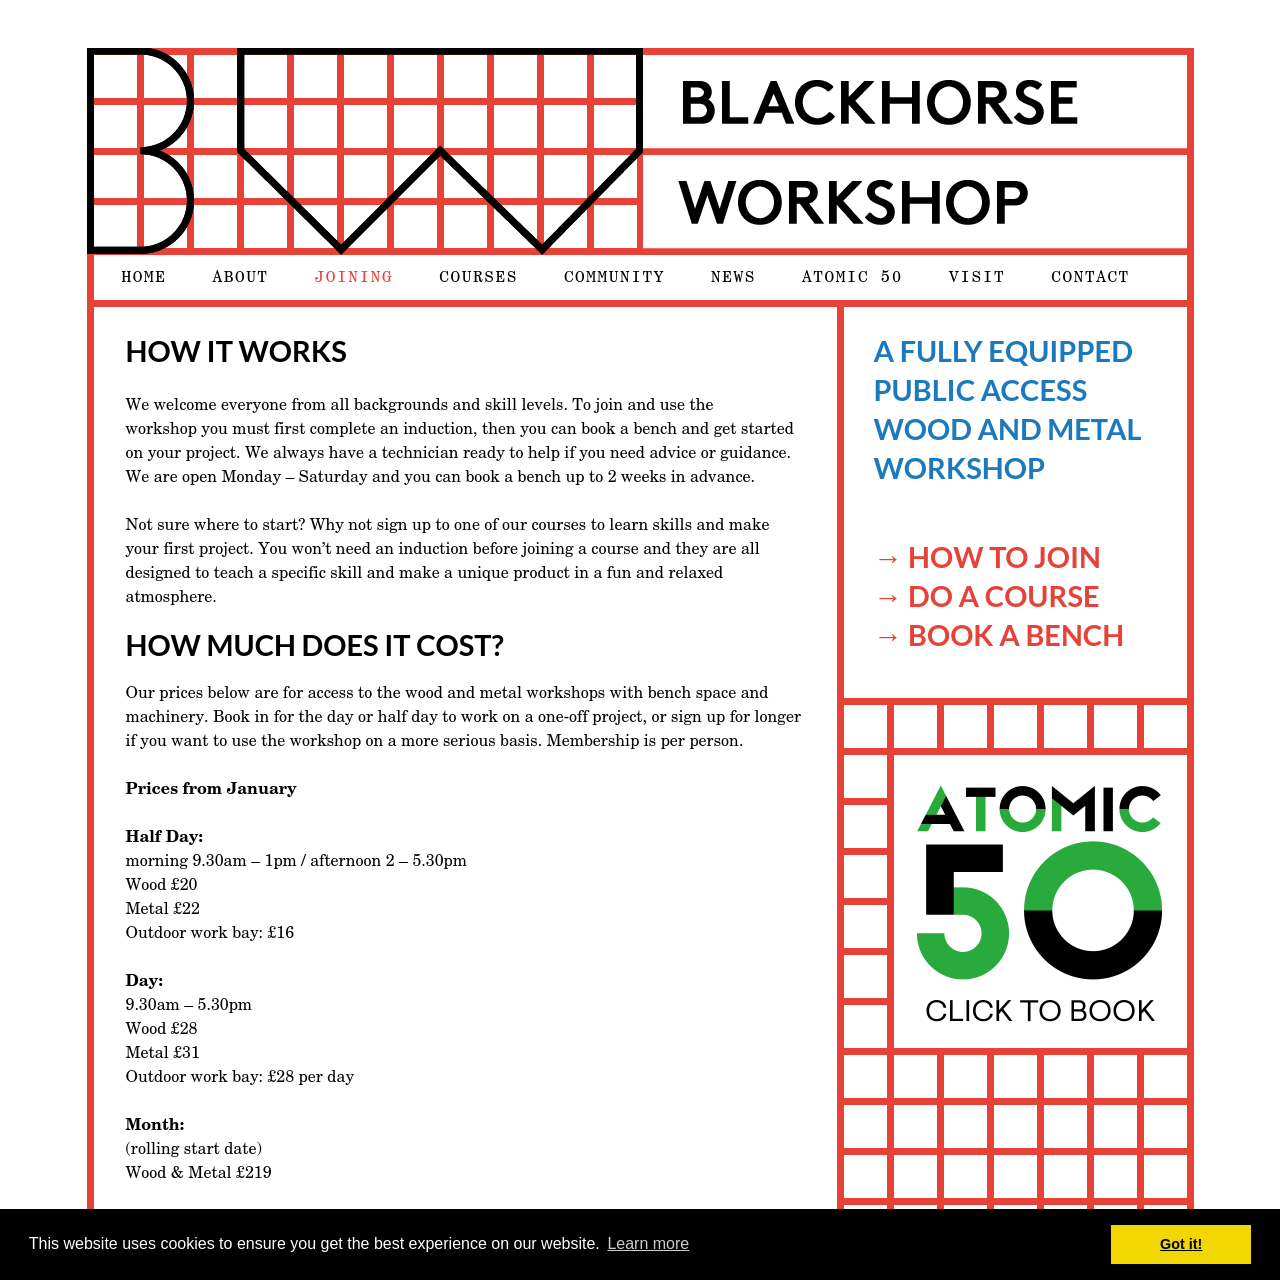 BLACKHORSE
WORKSHOP
HOME ABOUT JOINING COURSES COMMUNITY NEWS ATOMIC 50 VISIT CONTACT
HOW IT WORKS
We welcome everyone from all backgrounds and skill levels. To join and use the
workshop you must first complete an induction, then you can book a bench and get started
on your project. We always have a technician ready to help if you need advice or guidance.
We are open Monday – Saturday and you can book a bench up to 2 weeks in advance.
Not sure where to start? Why not sign up to one of our courses to learn skills and make
your first project. You won’t need an induction before joining a course and they are all
designed to teach a specific skill and make a unique product in a fun and relaxed
atmosphere.
HOW MUCH DOES IT COST?
Our prices below are for access to the wood and metal workshops with bench space and
machinery. Book in for the day or half day to work on a one-off project, or sign up for longer
if you want to use the workshop on a more serious basis. Membership is per person.
Prices from January
Half Day:
morning 9.30am – 1pm / afternoon 2 – 5.30pm
Wood £20
Metal £22
Outdoor work bay: £16
Day:
9.30am – 5.30pm
Wood £28
Metal £31
Outdoor work bay: £28 per day
Month:
(rolling start date)
Wood & Metal £219
A FULLY EQUIPPED
PUBLIC ACCESS
WOOD AND METAL
WORKSHOP
→ HOW TO JOIN
→ DO A COURSE
→ BOOK A BENCH
ATOMIC
50
CLICK TO BOOK
This website uses cookies to ensure you get the best experience on our website. Learn more
Got it!